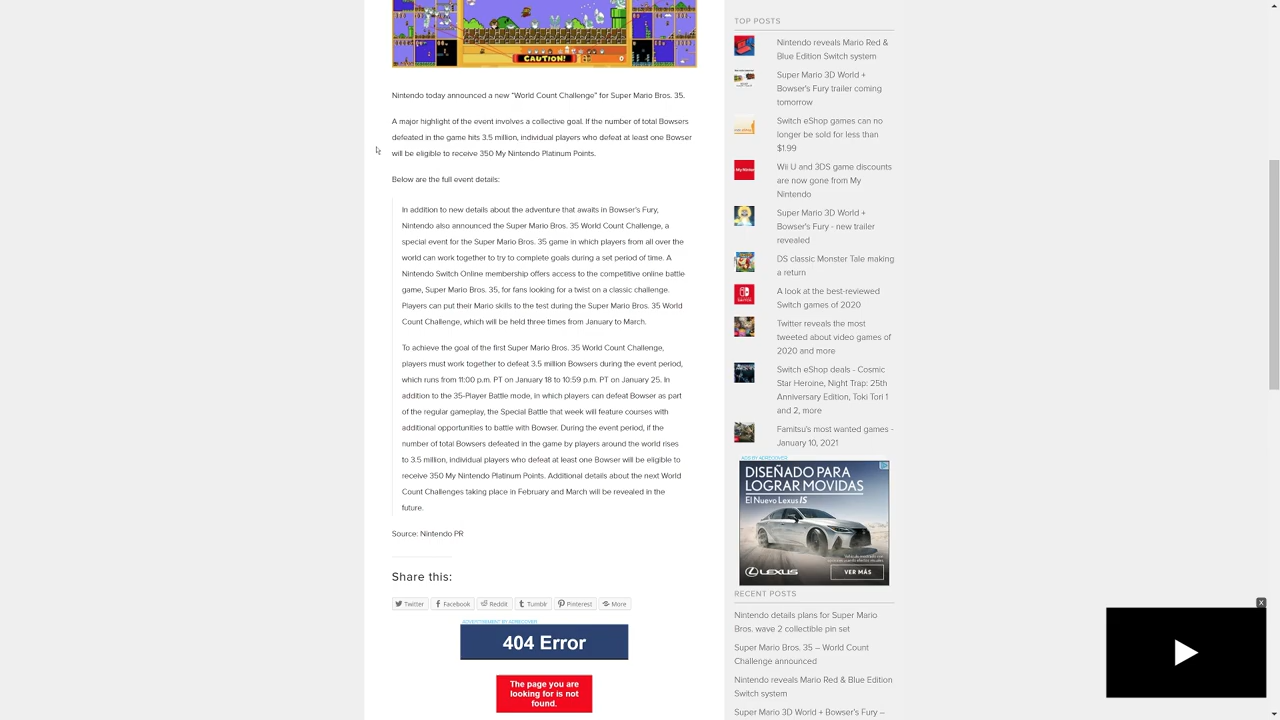 CAUTION!
Nintendo today announced a new “World Count Challenge” for Super Mario Bros. 35.
A major highlight of the event involves a collective goal. If the number of total Bowsers
defeated in the game hits 3.5 million, individual players who defeat at least one Bowser
will be eligible to receive 350 My Nintendo Platinum Points.
Below are the full event details:
In addition to new details about the adventure that awaits in Bowser's Fury,
Nintendo also announced the Super Mario Bros. 35 World Count Challenge, a
special event for the Super Mario Bros. 35 game in which players from all over the
world can work together to try to complete goals during a set period of time. A
Nintendo Switch Online membership offers access to the competitive online battle
game, Super Mario Bros. 35, for fans looking for a twist on a classic challenge.
Players can put their Mario skills to the test during the Super Mario Bros. 35 World
Count Challenge, which will be held three times from January to March.
To achieve the goal of the first Super Mario Bros. 35 World Count Challenge,
players must work together to defeat 3.5 million Bowsers during the event period,
which runs from 11:00 p.m. PT on January 18 to 10:59 p.m. PT on January 25. In
addition to the 35-Player Battle mode, in which players can defeat Bowser as part
of the regular gameplay, the Special Battle that week will feature courses with
additional opportunities to battle with Bowser. During the event period, if the
number of total Bowsers defeated in the game by players around the world rises
to 3.5 million, individual players who defeat at least one Bowser will be eligible to
receive 350 My Nintendo Platinum Points. Additional details about the next World
Count Challenges taking place in February and March will be revealed in the
future.
Source: Nintendo PR
Share this:
Twitter Facebook Reddit Tumblr Pinterest More
ADVERTISEMENT BY ADRECOVER
404 Error
The page you are
looking for is not
found.
TOP POSTS
Nintendo reveals Mario Red &
Blue Edition Switch system
Super Mario 3D World +
Bowser's Fury trailer coming
tomorrow
Switch eShop games can no
longer be sold for less than
$1.99
Wii U and 3DS game discounts
are now gone from My
Nintendo
Super Mario 3D World +
Bowser's Fury - new trailer
revealed
DS classic Monster Tale making
a return
A look at the best-reviewed
Switch games of 2020
Twitter reveals the most
tweeted about video games of
2020 and more
Switch eShop deals - Cosmic
Star Heroine, Night Trap: 25th
Anniversary Edition, Toki Tori 1
and 2, more
Famitsu's most wanted games -
January 10, 2021
ADS BY ADRECOVER
DISEÑADO PARA
LOGRAR MOVIDAS
El Nuevo Lexus IS
LEXUS
VER MÁS
RECENT POSTS
Nintendo details plans for Super Mario
Bros. wave 2 collectible pin set
Super Mario Bros. 35 – World Count
Challenge announced
Nintendo reveals Mario Red & Blue Edition
Switch system
Super Mario 3D World + Bowser's Fury –